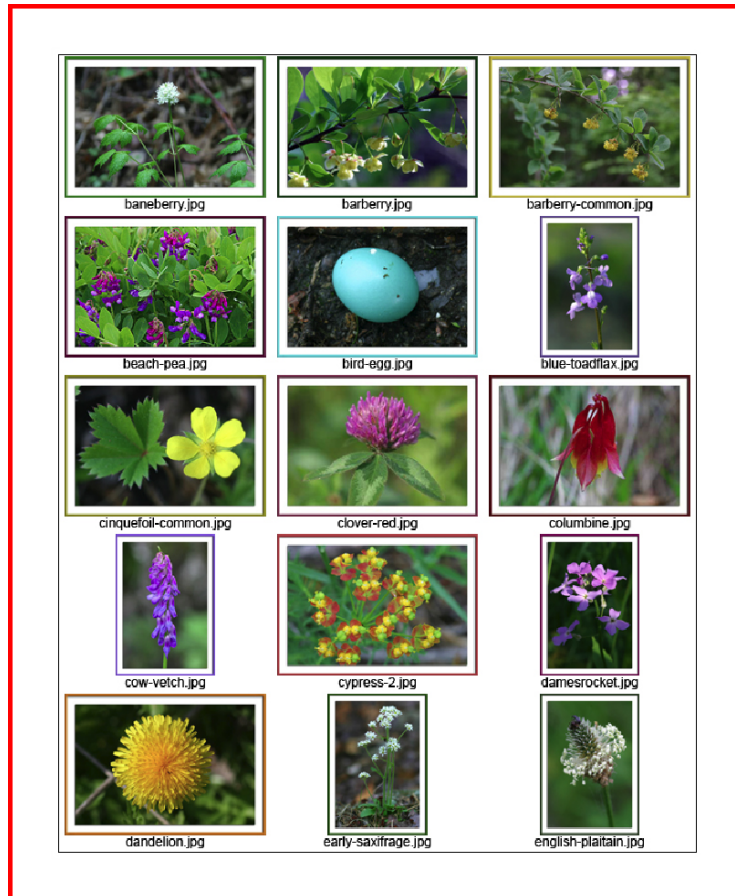 baneberry.jpg
barberry.jpg
barberry-common.jpg
beach-pea.jpg
bird-egg.jpg
blue-toadflax.jpg
cinquefoil-common.jpg
clover-red.jpg
columbine.jpg
cow-vetch.jpg
cypress-2.jpg
damesrocket.jpg
dandelion.jpg
early-saxifrage.jpg
english-plaitain.jpg